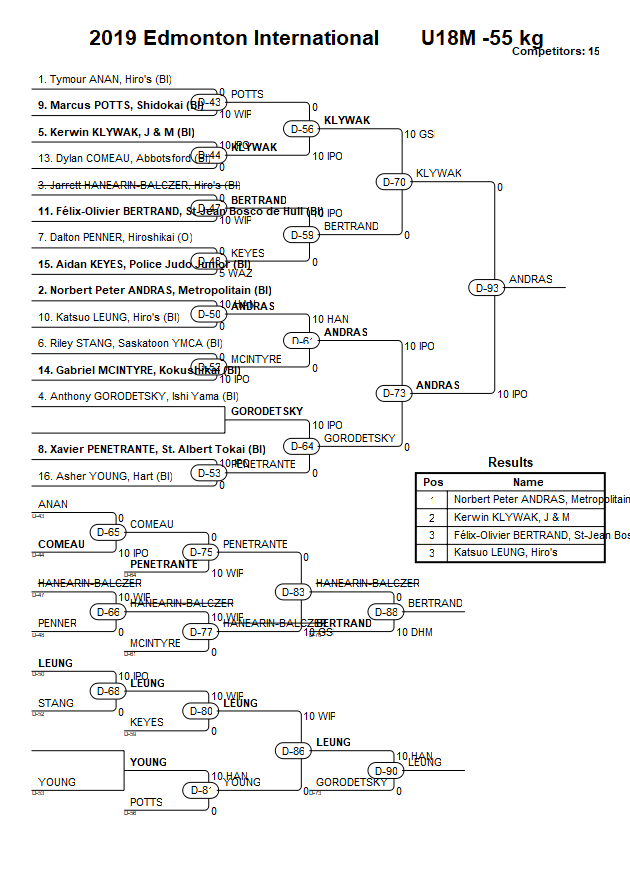 2019 Edmonton International U18M -55 kg
Competitors: 15
1. Tymour ANAN, Hiro's (BI)
0
D-43
POTTS
9. Marcus POTTS, Shidokai (BI)
10 WIF
0
D-56
KLYWAK
5. Kerwin KLYWAK, J & M (BI)
10 IPO
D-44
KLYWAK
10 IPO
10 GSI
13. Dylan COMEAU, Abbotsford (BI)
0
D-70
KLYWAK
3. Jarrott HANEARIN-BALCZER, Hiro's (BI)
0
D-47
BERTRAND
11. Félix-Olivier BERTRAND, St-Jean Bosco de Hull (BI)
10 WIF
10 IPO
D-59
BERTRAND
7. Dalton PENNER, Hiroshikai (O)
0
0
D-48
KEYES
0
15. Aidan KEYES, Police Judo Junior (BI)
5 WAZ
0
D-93
ANDRAS
2. Norbert Peter ANDRAS, Metropolitain (BI)
10 HAN
D-50
ANDRAS
10. Katsuo LEUNG, Hiro's (BI)
0
10 HAN
D-61
ANDRAS
6. Riley STANG, Saskatoon YMCA (BI)
0
10 IPO
D-52
MCINTYRE
0
14. Gabriel MCINTYRE, Kokushikai (BI)
10 IPO
D-73
ANDRAS
10 IPO
4. Anthony GORODETSKY, Ishi Yama (BI)
GORODETSKY
10 IPO
D-64
GORODETSKY
0
8. Xavier PENETRANTE, St. Albert Tokai (BI)
10 IPO
D-53
PENETRANTE
0
16. Asher YOUNG, Hart (BI)
0
Results
Pos Name
1 Norbert Peter ANDRAS, Metropolitain
2 Kerwin KLYWAK, J & M
3 Félix-Olivier BERTRAND, St-Jean Bos
3 Katsuo LEUNG, Hiro's
ANAN
D-43
0
D-65
COMEAU
COMEAU
D-44
10 IPO
0
D-75
PENETRANTE
PENETRANTE
D-64
10 WIF
0
D-83
HANEARIN-BALCZER
HANEARIN-BALCZER
D-47
10 WIF
D-66
HANEARIN-BALCZER
PENNER
D-48
0
10 WIF
D-77
HANEARIN-BALCZER
10 GSI
MCINTYRE
D-61
0
0
D-88
BERTRAND
BERTRAND
10 DHM
LEUNG
D-50
10 IPO
D-68
LEUNG
STANG
D-52
0
10 WIF
D-80
LEUNG
KEYES
D-59
0
10 WIF
D-86
LEUNG
YOUNG
YOUNG
D-53
10 HAN
D-81
YOUNG
0
POTTS
D-56
0
10 HAN
D-90
LEUNG
GORODETSKY
D-73
0